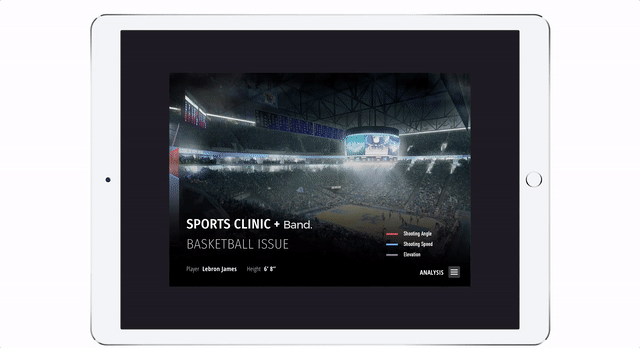 SPORTS CLINIC + Band.
BASKETBALL ISSUE
Player Lebron James Height 6' 8"
Shooting Angle
Shooting Speed
Elevation
ANALYSIS